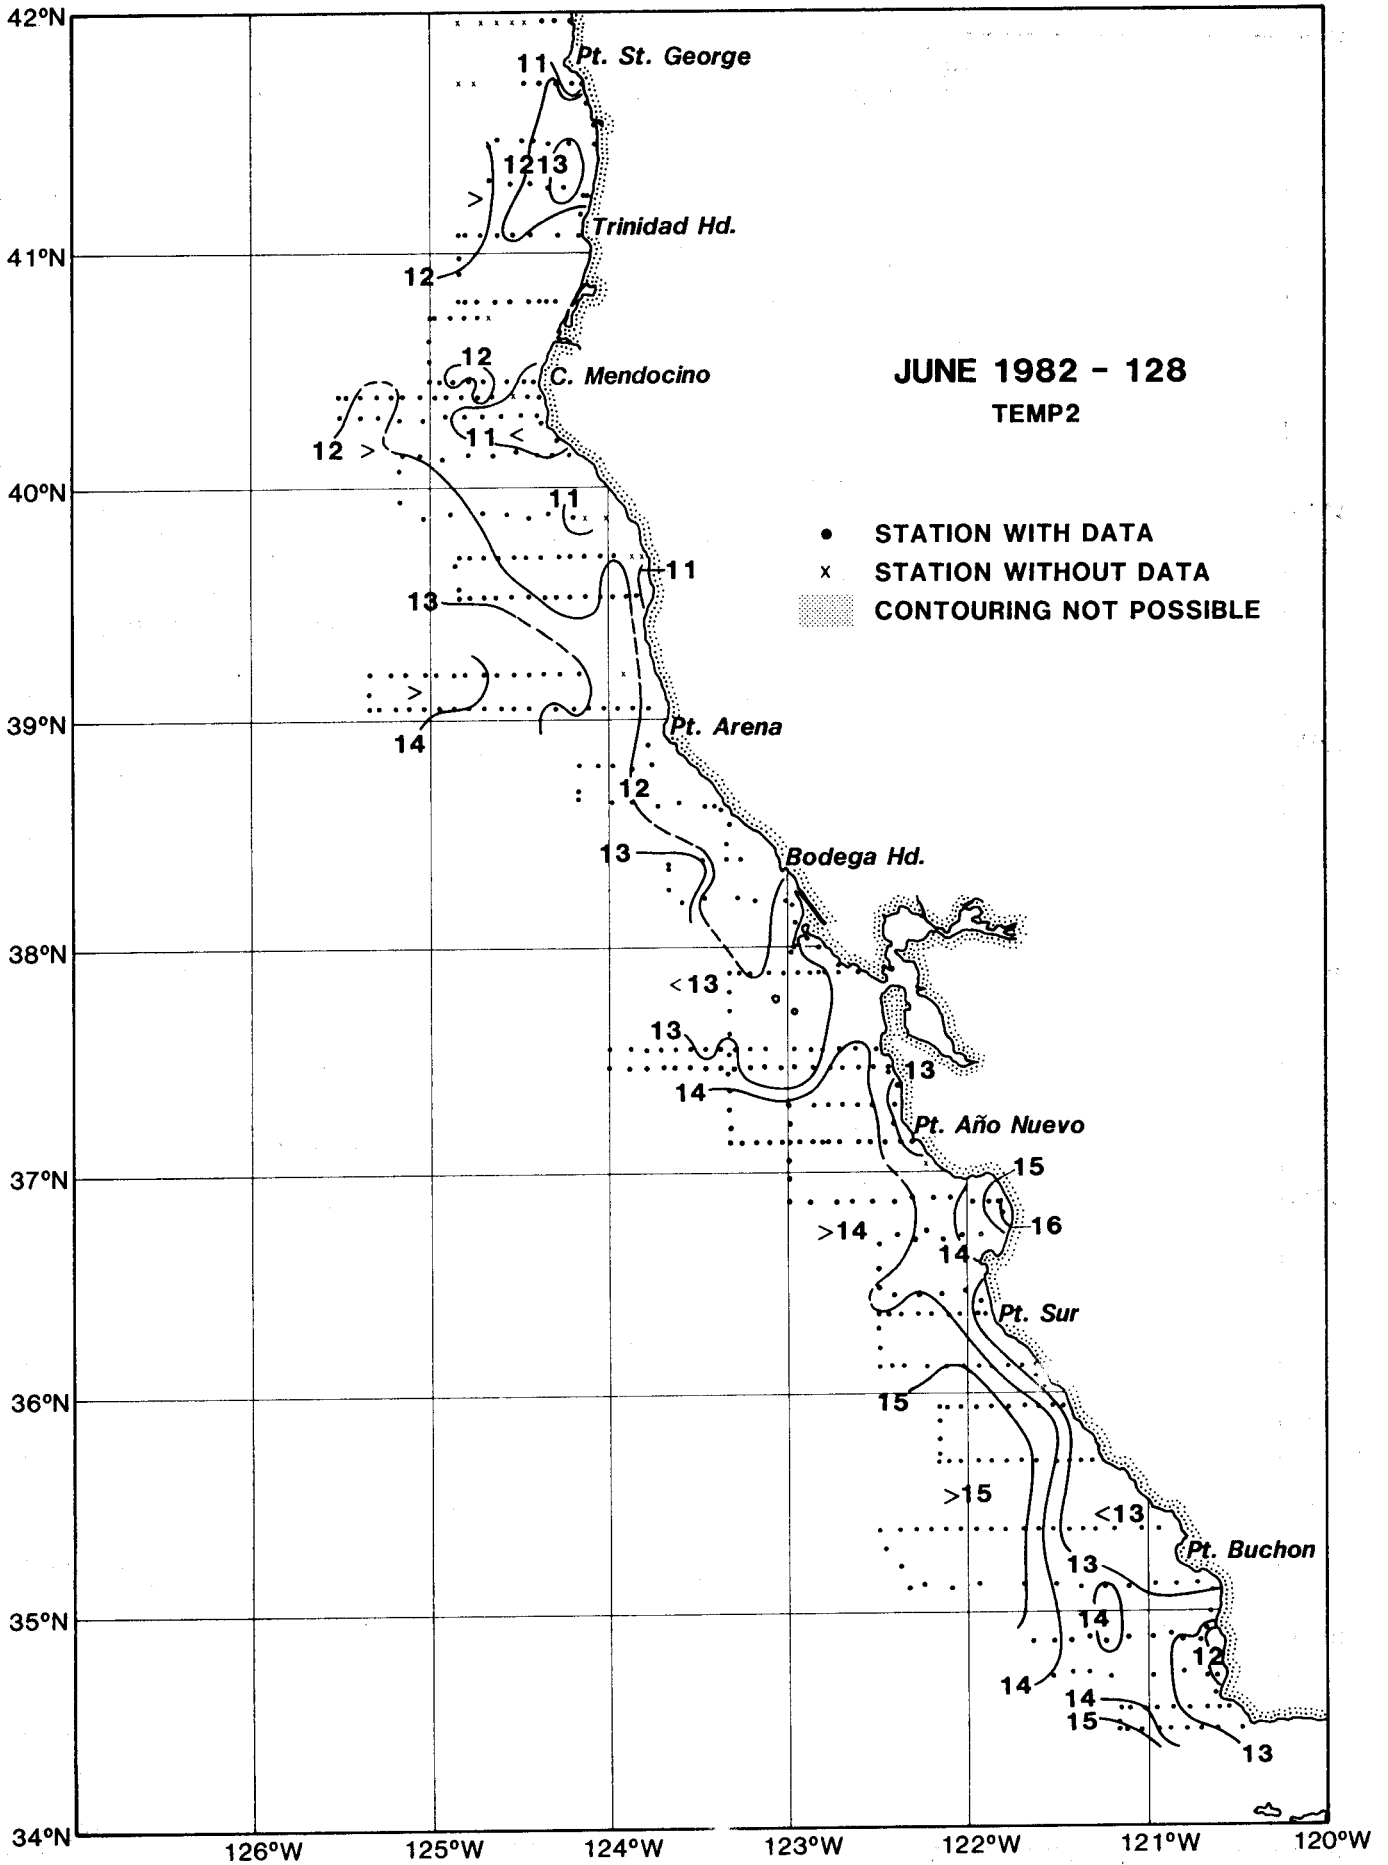 42°N
11
Pt. St. George
12 13
>
Trinidad Hd.
41°N
12
12
C. Mendocino
JUNE 1982 - 128
TEMP2
12 >
11 <
40°N
11
• STATION WITH DATA
x STATION WITHOUT DATA
CONTOURING NOT POSSIBLE
11
13
>
39°N
14
Pt. Arena
12
13
Bodega Hd.
38°N
<13
13
13
14
Pt. Año Nuevo
37°N
15
>14
16
14
Pt. Sur
36°N
15
>15
<13
Pt. Buchon
13
35°N
14
12
14
14
15
13
34°N
126°W
125°W
124°W
123°W
122°W
121°W
120°W